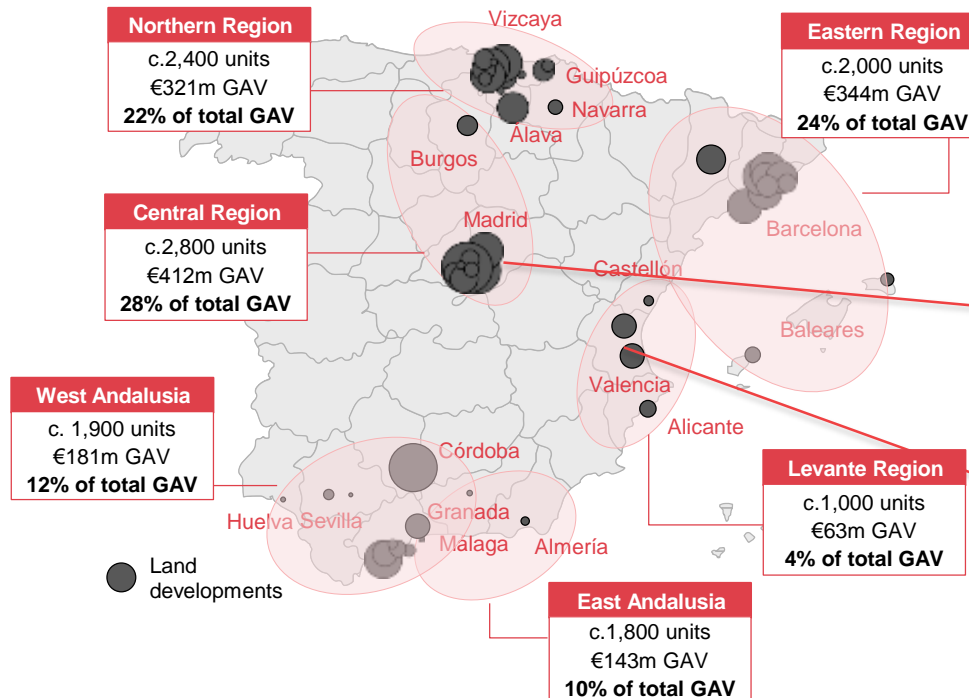 Northern Region
c.2,400 units
€321m GAV
22% of total GAV
Vizcaya
Guipúzcoa
Navarra
Álava
Burgos
Eastern Region
c.2,000 units
€344m GAV
24% of total GAV
Central Region
c.2,800 units
€412m GAV
28% of total GAV
Madrid
Barcelona
Castellón
Baleares
Valencia
Alicante
West Andalusia
c. 1,900 units
€181m GAV
12% of total GAV
Córdoba
Huelva
Sevilla
Granada
Málaga
Almería
Levante Region
c.1,000 units
€63m GAV
4% of total GAV
Land
developments
East Andalusia
c.1,800 units
€143m GAV
10% of total GAV